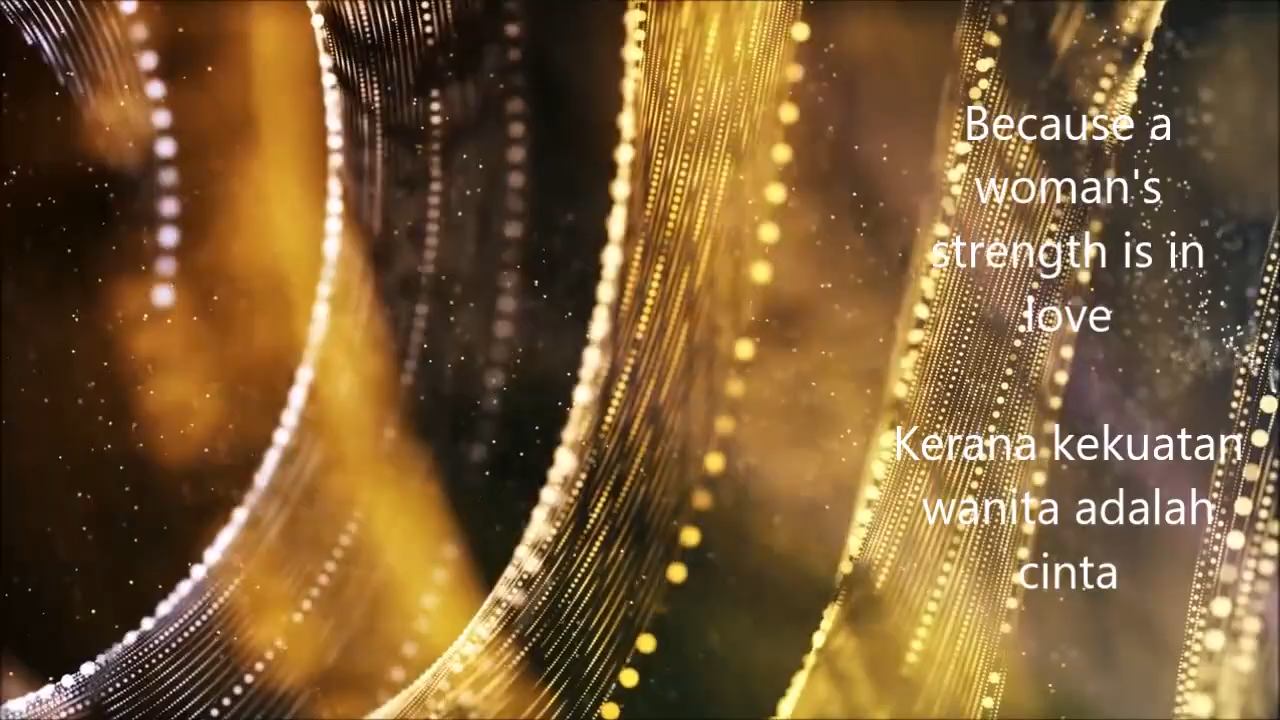 Because a
woman's
strength is in
love
Kerana kekuatan
wanita adalah
cinta